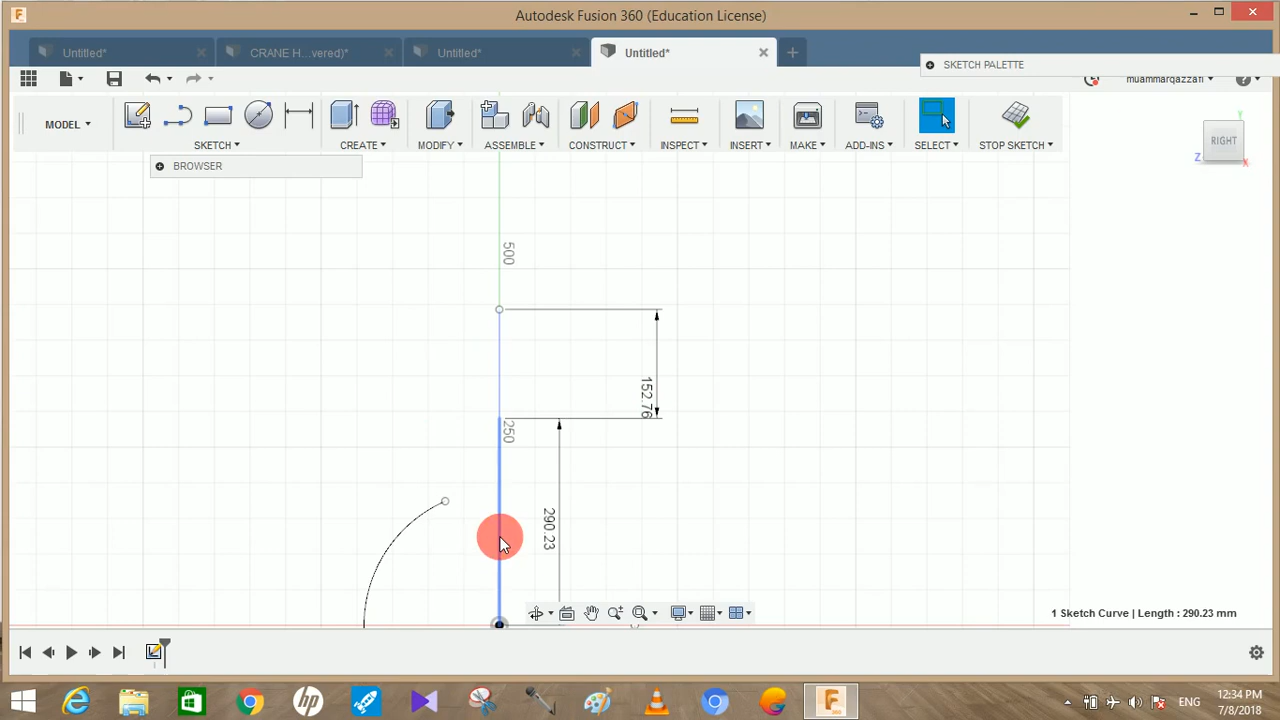 Autodesk Fusion 360 (Education License)
Untitled*
CRANE H...vered)*
Untitled*
Untitled*
SKETCH PALETTE
muammarqazzafi
MODEL
SKETCH
CREATE
MODIFY
ASSEMBLE
CONSTRUCT
INSPECT
INSERT
MAKE
ADD-INS
SELECT
STOP SKETCH
RIGHT
Z
X
Y
BROWSER
500
152.76
250
290.23
1 Sketch Curve | Length : 290.23 mm
ENG
12:34 PM
7/8/2018